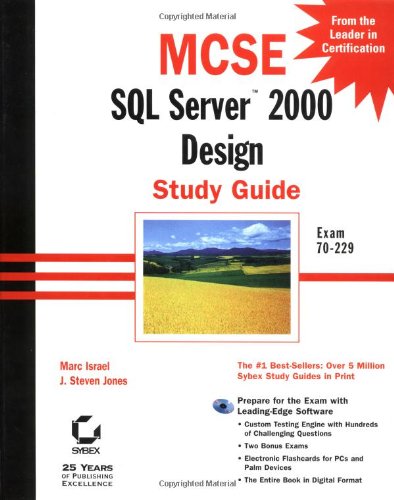 Copyrighted Material
From the
Leader in
Certification
MCSE
SQL Server™ 2000
Design
Study Guide
Exam
70-229
Marc Israel
J. Steven Jones
The #1 Best-Sellers: Over 5 Million
Sybex Study Guides in Print
Prepare for the Exam with
Leading-Edge Software
• Custom Testing Engine with Hundreds
of Challenging Questions
• Two Bonus Exams
• Electronic Flashcards for PCs and
Palm Devices
• The Entire Book in Digital Format
SYBEX
25 YEARS
OF PUBLISHING
EXCELLENCE
Copyrighted Material